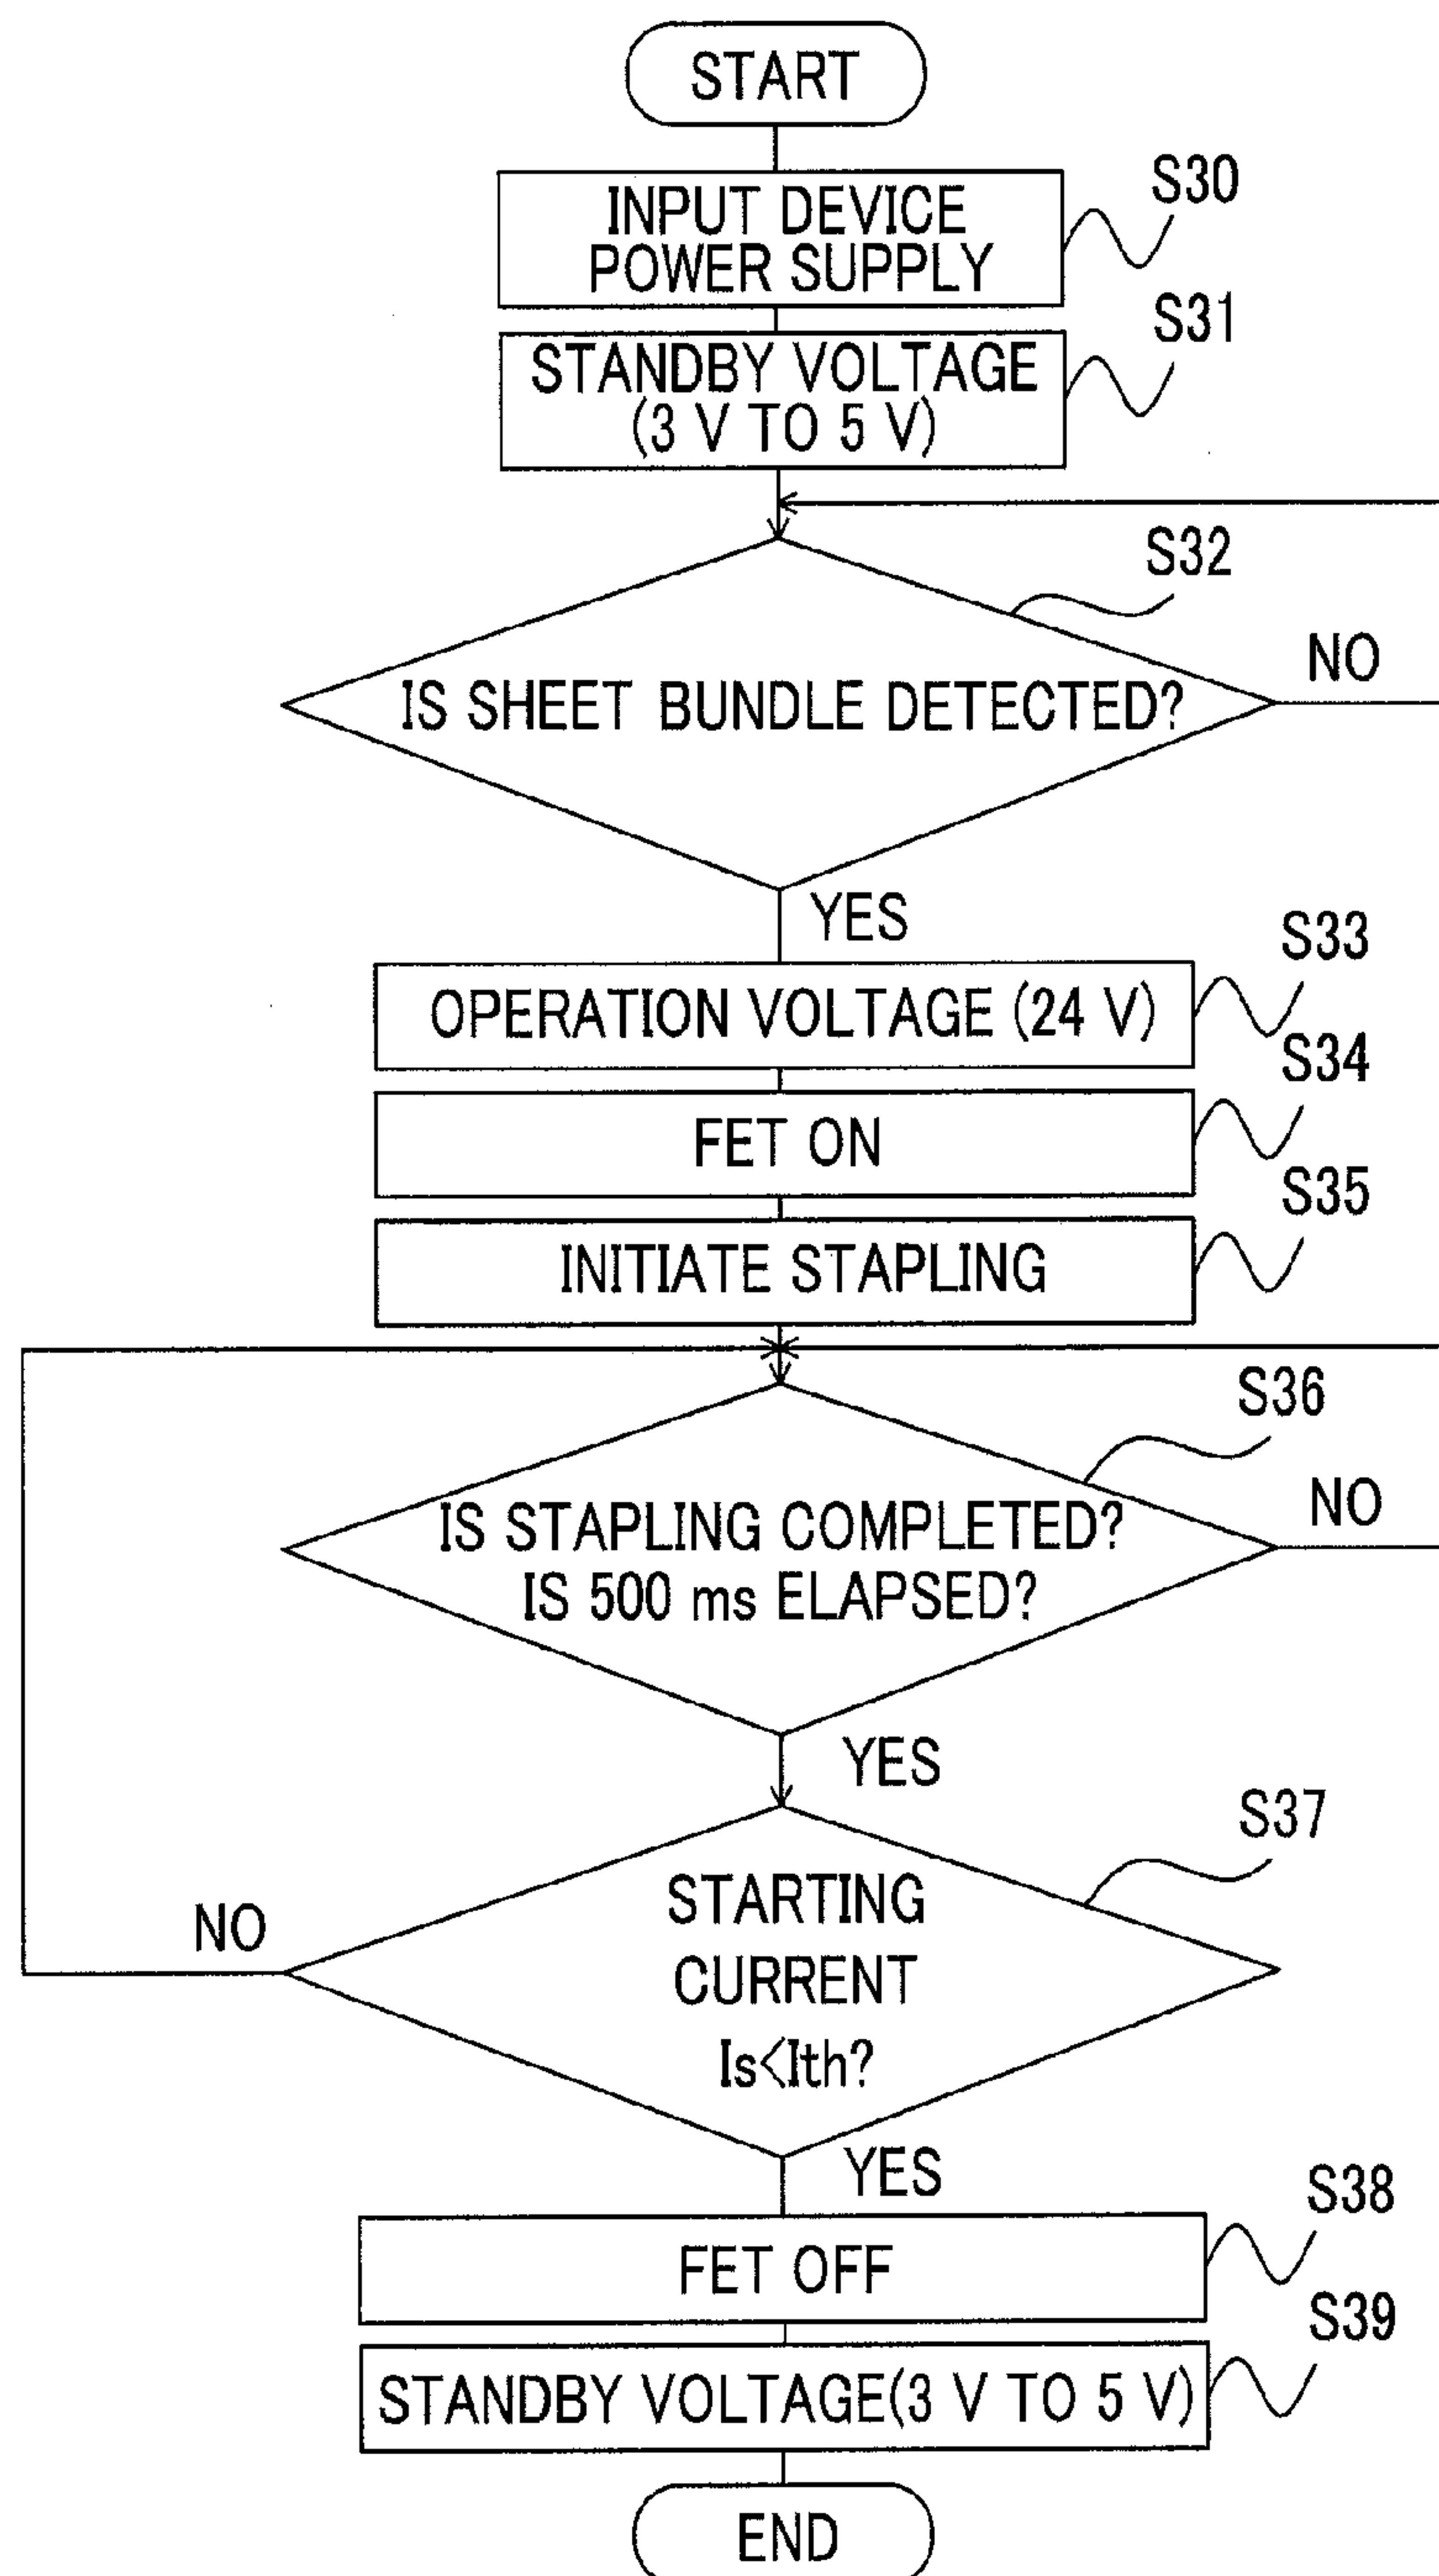 START
S30
INPUT DEVICE
POWER SUPPLY
S31
STANDBY VOLTAGE
(3 V TO 5 V)
S32
IS SHEET BUNDLE DETECTED?
NO
YES
S33
OPERATION VOLTAGE (24 V)
S34
FET ON
S35
INITIATE STAPLING
S36
IS STAPLING COMPLETED?
IS 500 ms ELAPSED?
NO
YES
S37
STARTING
CURRENT
Is<Ith?
NO
YES
S38
FET OFF
S39
STANDBY VOLTAGE(3 V TO 5 V)
END